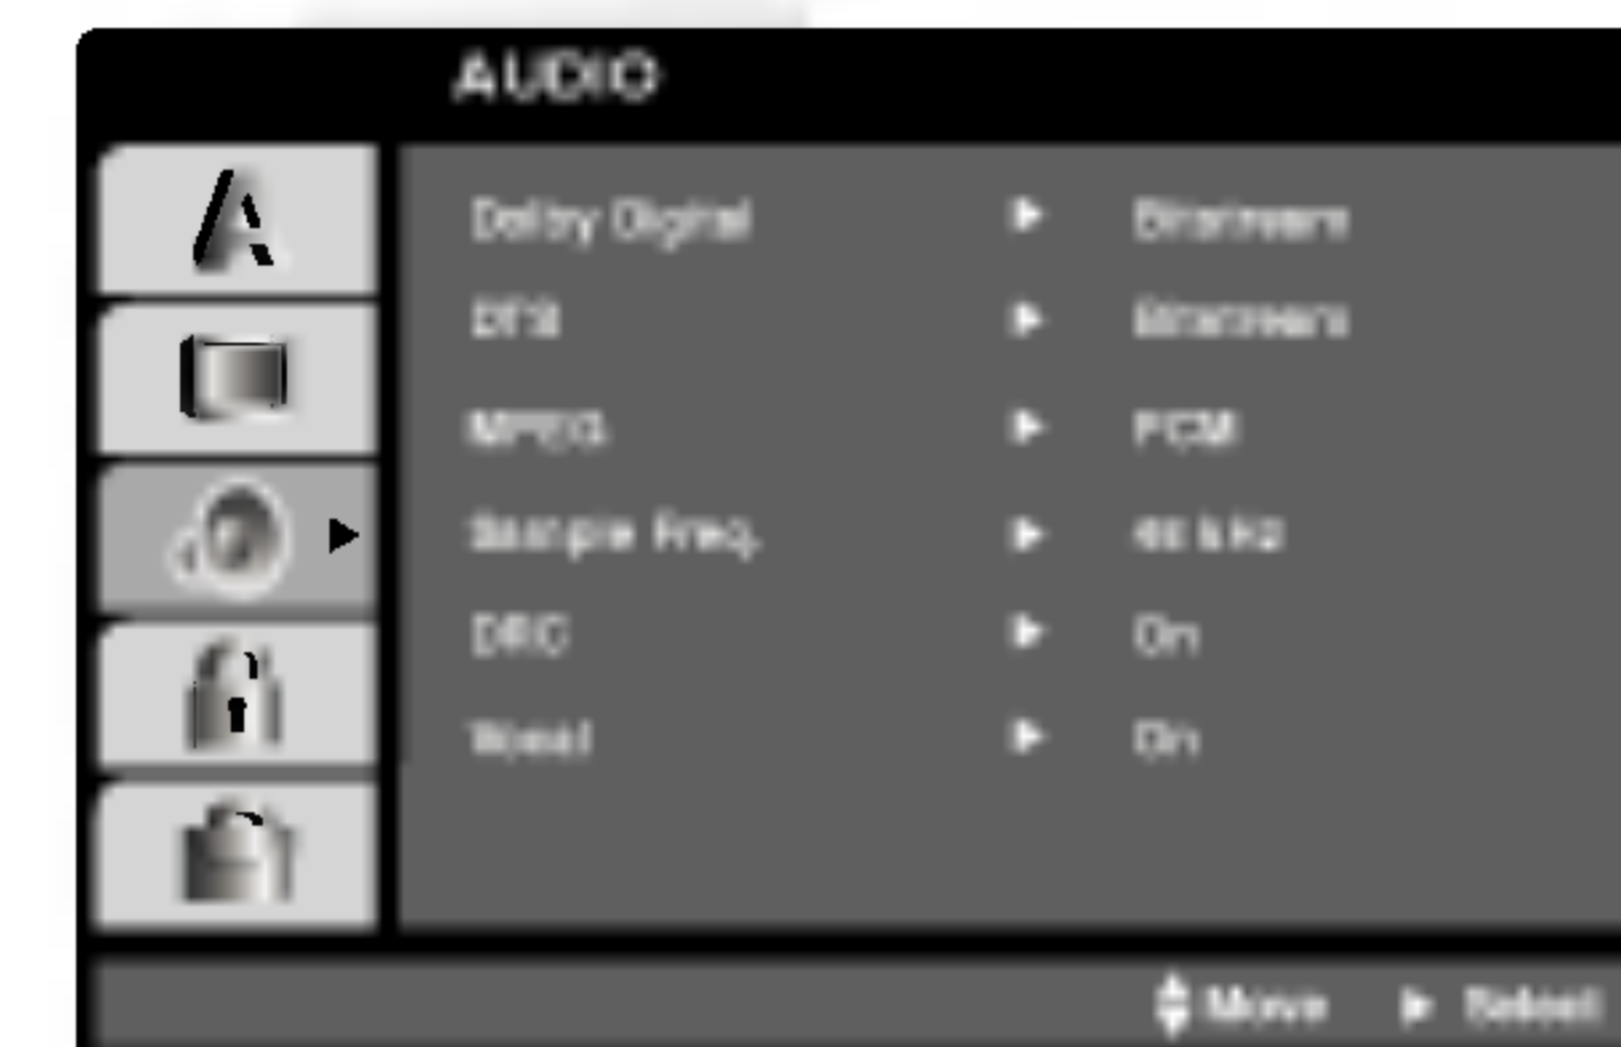 AUDIO
Dolby Digital ▶ Bitstream
DTS ▶ Bitstream
MPEG ▶ PCM
Sample Freq. ▶ 48 kHz
DRC ▶ On
Vocal ▶ On
Move ▶ Select